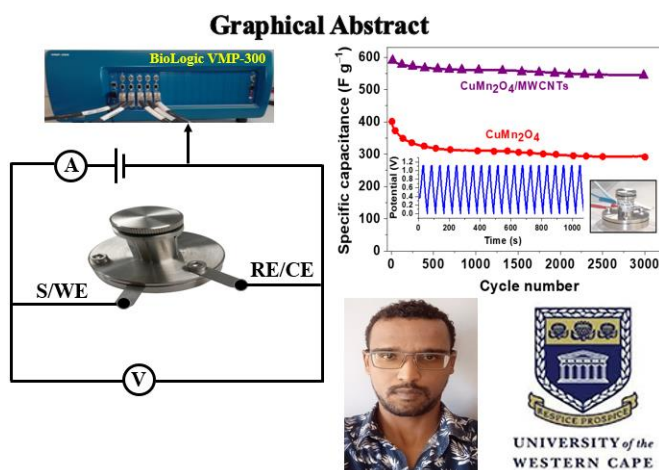 Graphical Abstract
BioLogic VMP-300
A
S/WE
RE/CE
V
Specific capacitance (F g⁻¹)
600
500
400
300
200
100
0
CuMn2O4/MWCNTs
CuMn2O4
Potential (V)
1.2
1.0
0.8
0.6
0.4
0.2
0.0
0 200 400 600 800 1000
Time (s)
0 500 1000 1500 2000 2500 3000
Cycle number
RESPICE PROSPICE
UNIVERSITY of the
WESTERN CAPE